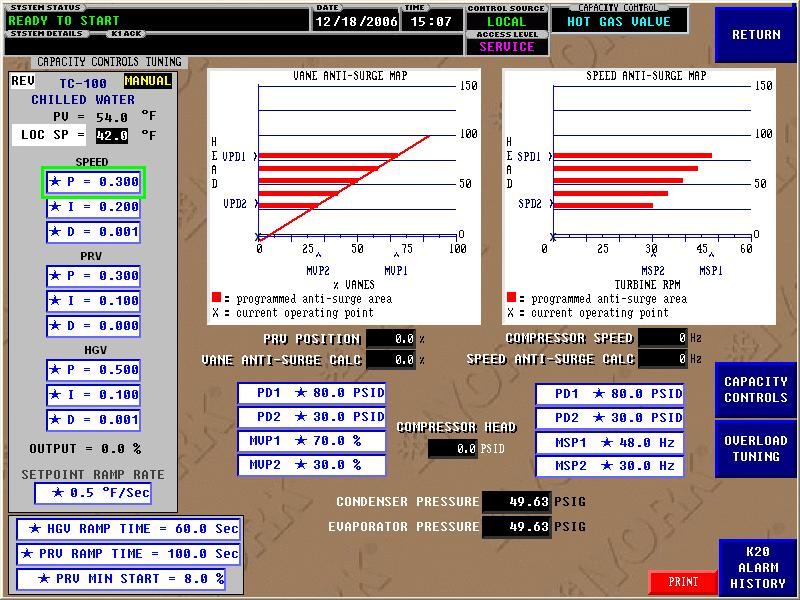 SYSTEM STATUS
READY TO START
SYSTEM DETAILS K1 ACK
DATE
12/18/2006
TIME
15:07
CONTROL SOURCE
LOCAL
ACCESS LEVEL
SERVICE
CAPACITY CONTROL
HOT GAS VALVE
RETURN
CAPACITY CONTROLS TUNING
REV TC-100 MANUAL
CHILLED WATER
PV = 54.0 °F
LOC SP = 42.0 °F
SPEED
★ P = 0.300
★ I = 0.200
★ D = 0.001
PRV
★ P = 0.300
★ I = 0.100
★ D = 0.000
HGV
★ P = 0.500
★ I = 0.100
★ D = 0.001
OUTPUT = 0.0 %
SETPOINT RAMP RATE
★ 0.5 °F/Sec
★ HGV RAMP TIME = 60.0 Sec
★ PRV RAMP TIME = 100.0 Sec
★ PRV MIN START = 8.0 %
VANE ANTI-SURGE MAP
150
100
50
0
HEAD
VPD1
VPD2
0 25 50 75 100
MVP2 MVP1
% VANES
= programmed anti-surge area
X = current operating point
SPEED ANTI-SURGE MAP
150
100
50
0
HEAD
SPD1
SPD2
0 15 30 45 60
MSP2 MSP1
TURBINE RPM
= programmed anti-surge area
X = current operating point
PRV POSITION 0.0 %
VANE ANTI-SURGE CALC 0.0 %
COMPRESSOR SPEED 0 Hz
SPEED ANTI-SURGE CALC 0 Hz
PD1 ★ 80.0 PSID
PD2 ★ 30.0 PSID
MVP1 ★ 70.0 %
MVP2 ★ 30.0 %
COMPRESSOR HEAD
0.0 PSID
PD1 ★ 80.0 PSID
PD2 ★ 30.0 PSID
MSP1 ★ 48.0 Hz
MSP2 ★ 30.0 Hz
CONDENSER PRESSURE 49.63 PSIG
EVAPORATOR PRESSURE 49.63 PSIG
CAPACITY
CONTROLS
OVERLOAD
TUNING
PRINT
K20
ALARM
HISTORY
YORK